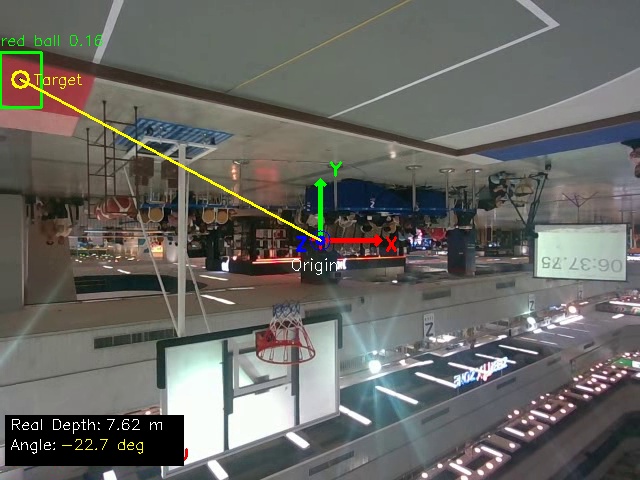 red ball 0.16
Target
Y
Z
X
Origin
06:37.75
Z
Z
Real Depth: 7.62 m
Angle: −22.7 deg